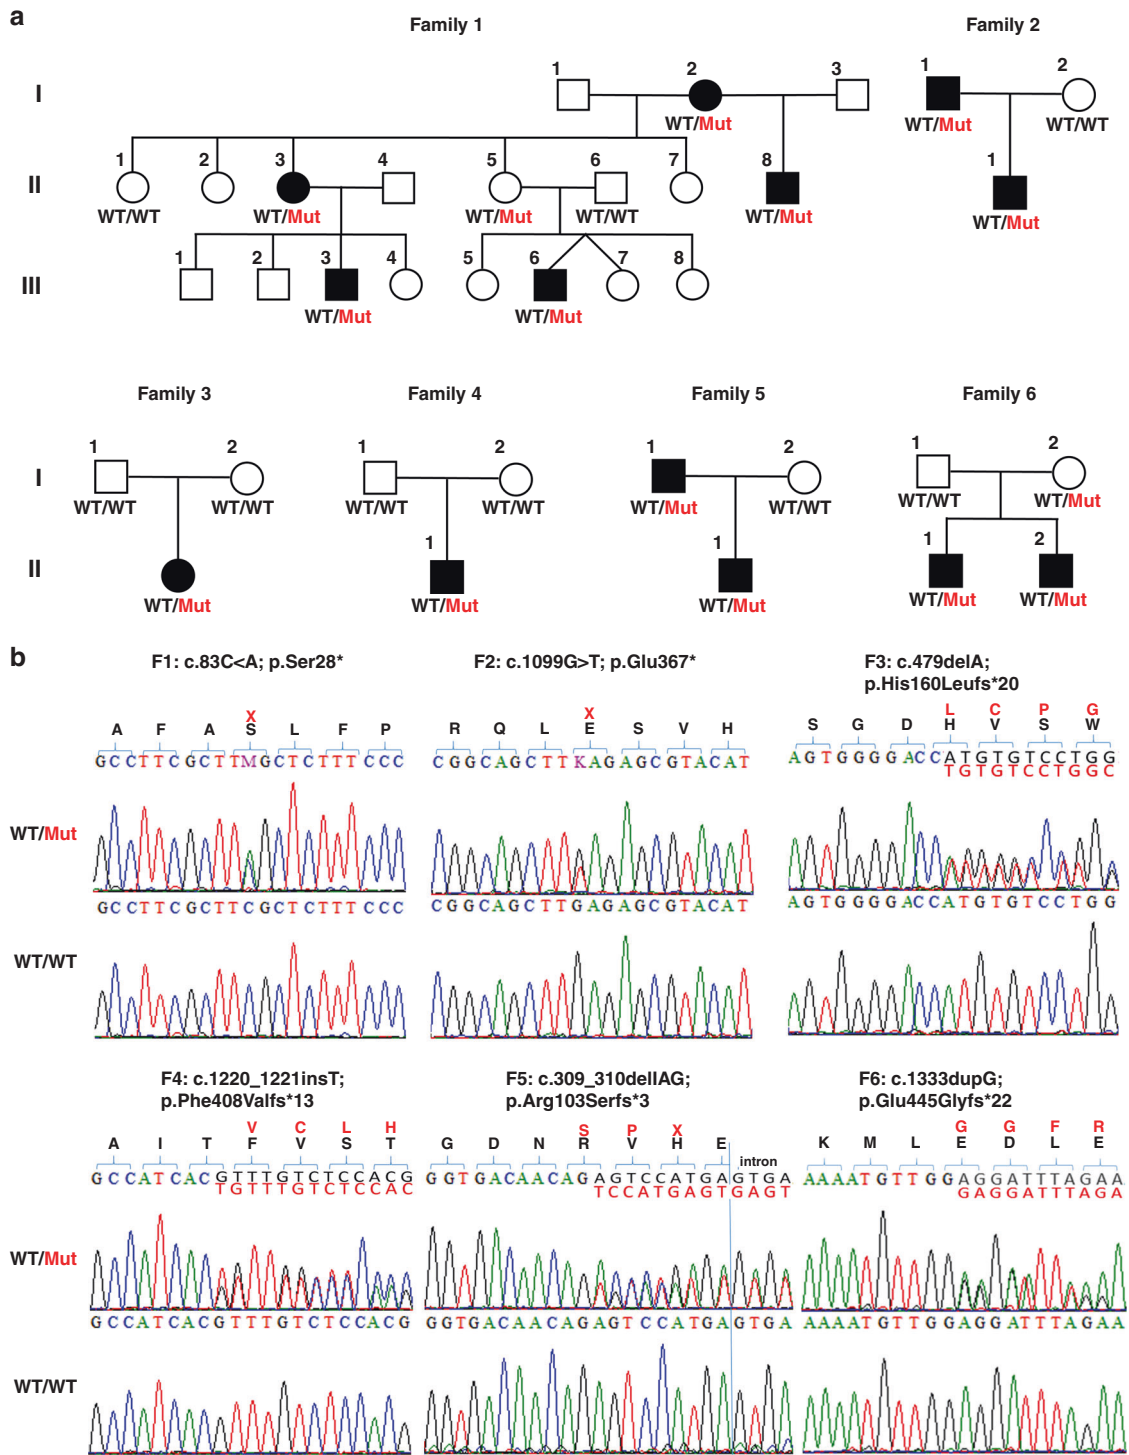 a
Family 1
Family 2
1 2 3 1 2
I
WT/Mut WT/Mut WT/WT
1 2 3 4 5 6 7 8 1
II
WT/WT WT/Mut WT/Mut WT/WT WT/Mut WT/Mut
1 2 3 4 5 6 7 8
III
WT/Mut WT/Mut
Family 3 Family 4 Family 5 Family 6
1 2 1 2 1 2 1 2
I
WT/WT WT/WT WT/WT WT/WT WT/Mut WT/WT WT/WT WT/Mut
1 1 1 2
II
WT/Mut WT/Mut WT/Mut WT/Mut WT/Mut
b
F1: c.83C<A; p.Ser28*
X
A F A S L F P
GCCTTCGCTTMGCTCTTTCCC
WT/Mut
GCCTTCGCTTCGCTCTTTCCC
WT/WT
F2: c.1099G>T; p.Glu367*
X
R Q L E S V H
CGGCAGCTTKAGAGCGTACAT
CGGCAGCTTGAGAGCGTACAT
F3: c.479delA;
p.His160Leufs*20
L C P G
S G D H V S W
AGTGGGGACCATGTGTCCTGG
TGTGTCCTGGC
AGTGGGGACCATGTGTCCTGG
F4: c.1220_1221insT;
p.Phe408Valfs*13
V C L H
A I T F V S T
GCCATCACGTTTGTCTCCACG
TGTTTGTCTCCAC
WT/Mut
GCCATCACGTTTGTCTCCACG
WT/WT
F5: c.309_310dellAG;
p.Arg103Serfs*3
S P X
G D N R V H E
intron
GGTGACAACAGAGTCCATGAGTGA
TCCATGAGTGAGT
GGTGACAACAGAGTCCATGAGTGA
F6: c.1333dupG;
p.Glu445Glyfs*22
G G F R
K M L E D L E
AAAATGTTGGAGGATTTAGAA
GAGGATTTAGA
AAAATGTTGGAGGATTTAGAA